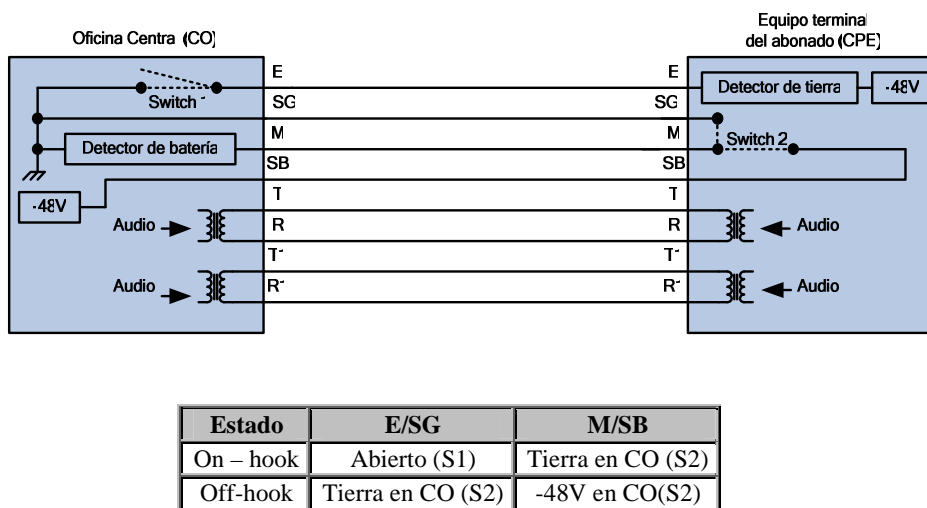 Oficina Centra (CO)
Equipo terminal
del abonado (CPE)
E
E
Switch
SG
SG
Detector de tierra
-48V
M
M
Switch 2
Detector de batería
SB
SB
-48V
T
T
Audio
R
R
Audio
T-
T-
Audio
R-
R-
Audio
Estado E/SG M/SB
On – hook Abierto (S1) Tierra en CO (S2)
Off-hook Tierra en CO (S2) -48V en CO(S2)